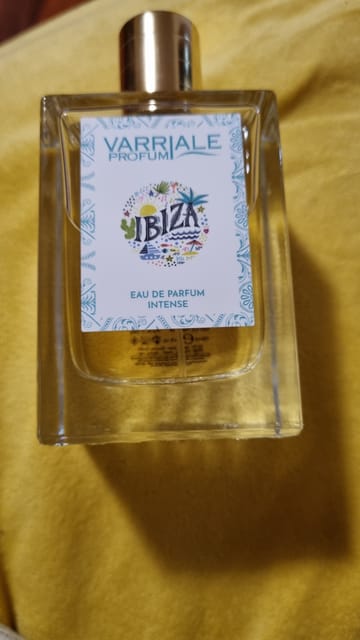 VARRIALE
PROFUMI
IBIZA
EAU DE PARFUM
INTENSE